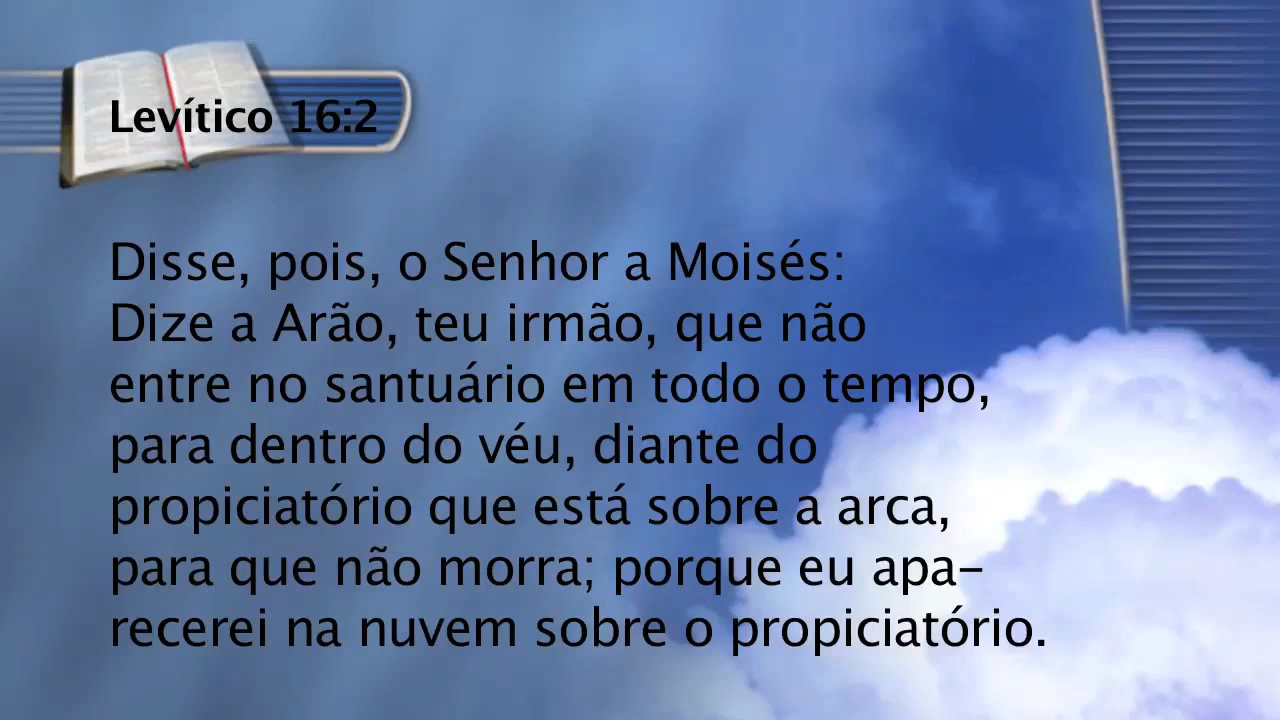 Levítico 16:2
Disse, pois, o Senhor a Moisés:
Dize a Arão, teu irmão, que não
entre no santuário em todo o tempo,
para dentro do véu, diante do
propiciatório que está sobre a arca,
para que não morra; porque eu apa-
recerei na nuvem sobre o propiciatório.